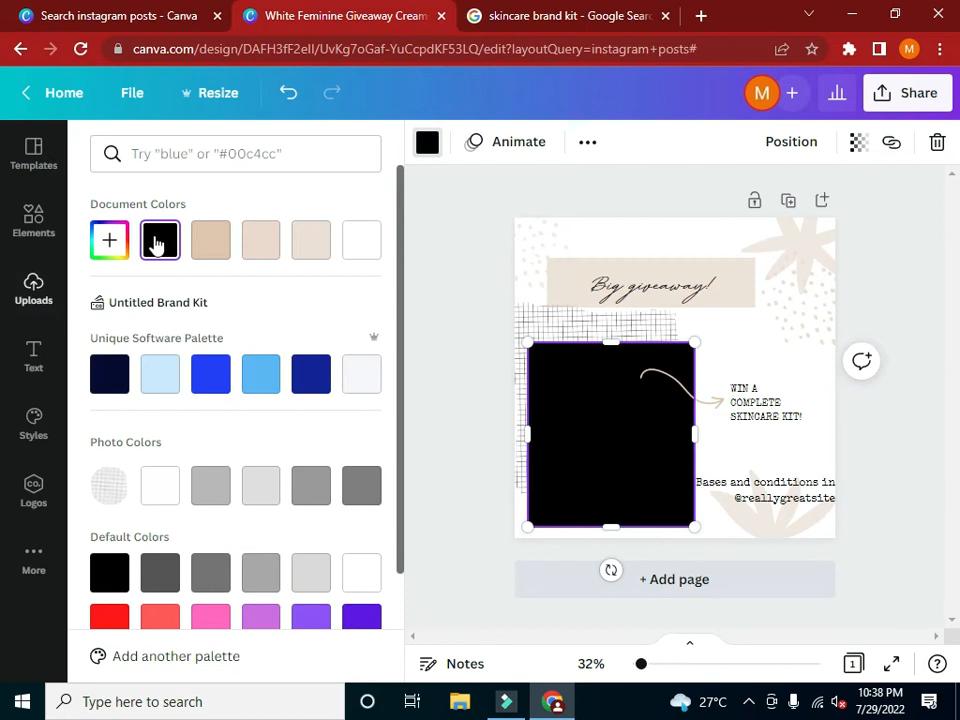 Search instagram posts - Canva
White Feminine Giveaway Cream
skincare brand kit - Google Sear
canva.com/design/DAFH3fF2eII/UvKg7oGaf-YuCcpdKF53LQ/edit?layoutQuery=instagram+posts#
M
Home
File
Resize
M
Share
Templates
Elements
Uploads
Text
Styles
CO.
Logos
More
Try "blue" or "#00c4cc"
Document Colors
Untitled Brand Kit
Unique Software Palette
Photo Colors
Default Colors
Add another palette
Animate
Position
Big giveaway!
WIN A
COMPLETE
SKINCARE KIT!
Bases and conditions in
@reallygreatsite
+ Add page
Notes
32%
1
Type here to search
27°C
10:38 PM
7/29/2022